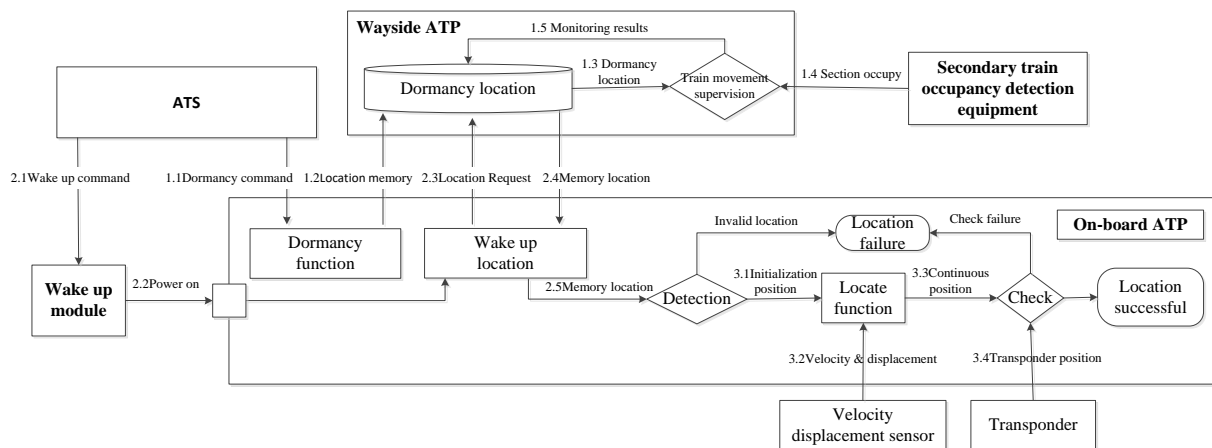 Wayside ATP
1.5 Monitoring results
1.3 Dormancy
location
Dormancy location
Train movement
supervision
1.4 Section occupy
Secondary train
occupancy detection
equipment
ATS
2.1Wake up command
1.1Dormancy command
1.2Location memory
2.3Location Request
2.4Memory location
Dormancy
function
Wake up
location
Invalid location
Location
failure
Check failure
On-board ATP
Wake up
module
2.2Power on
2.5Memory location
Detection
3.1Initialization
position
Locate
function
3.3Continuous
position
Check
Location
successful
3.2Velocity & displacement
3.4Transponder position
Velocity
displacement sensor
Transponder